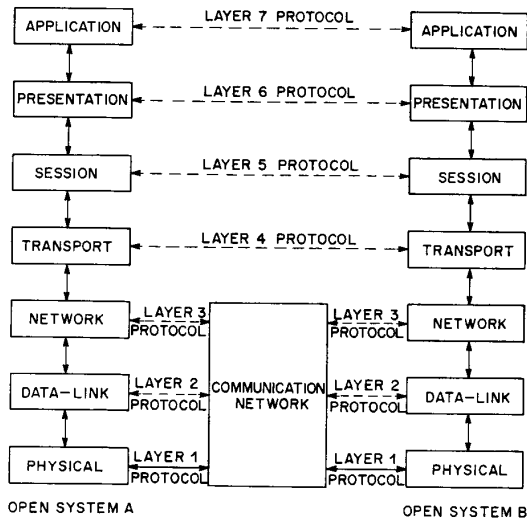 LAYER 7 PROTOCOL
APPLICATION
APPLICATION
LAYER 6 PROTOCOL
PRESENTATION
PRESENTATION
LAYER 5 PROTOCOL
SESSION
SESSION
LAYER 4 PROTOCOL
TRANSPORT
TRANSPORT
LAYER 3
PROTOCOL
LAYER 3
PROTOCOL
NETWORK
NETWORK
LAYER 2
PROTOCOL
COMMUNICATION
NETWORK
LAYER 2
PROTOCOL
DATA-LINK
DATA-LINK
LAYER 1
PROTOCOL
LAYER 1
PROTOCOL
PHYSICAL
PHYSICAL
OPEN SYSTEM A
OPEN SYSTEM B